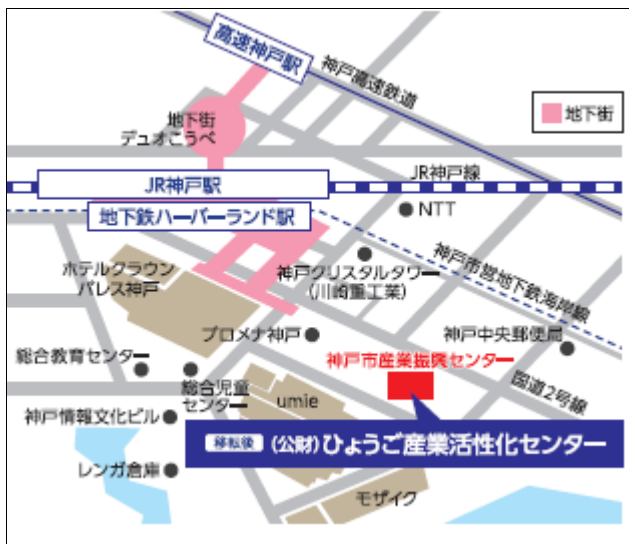 高速神戸駅
神戸高速鉄道
地下街
地下街
デュオこうべ
JR神戸線
JR神戸駅
NTT
地下鉄ハーバーランド駅
神戸市営地下鉄海岸線
ホテルクラウン
パレス神戸
神戸クリスタルタワー
(川崎重工業)
プロメナ神戸
神戸中央郵便局
総合教育センター
神戸市産業振興センター
総合児童
センター
umie
国道2号線
神戸情報文化ビル
移転後 (公財)ひょうご産業活性化センター
レンガ倉庫
モザイク